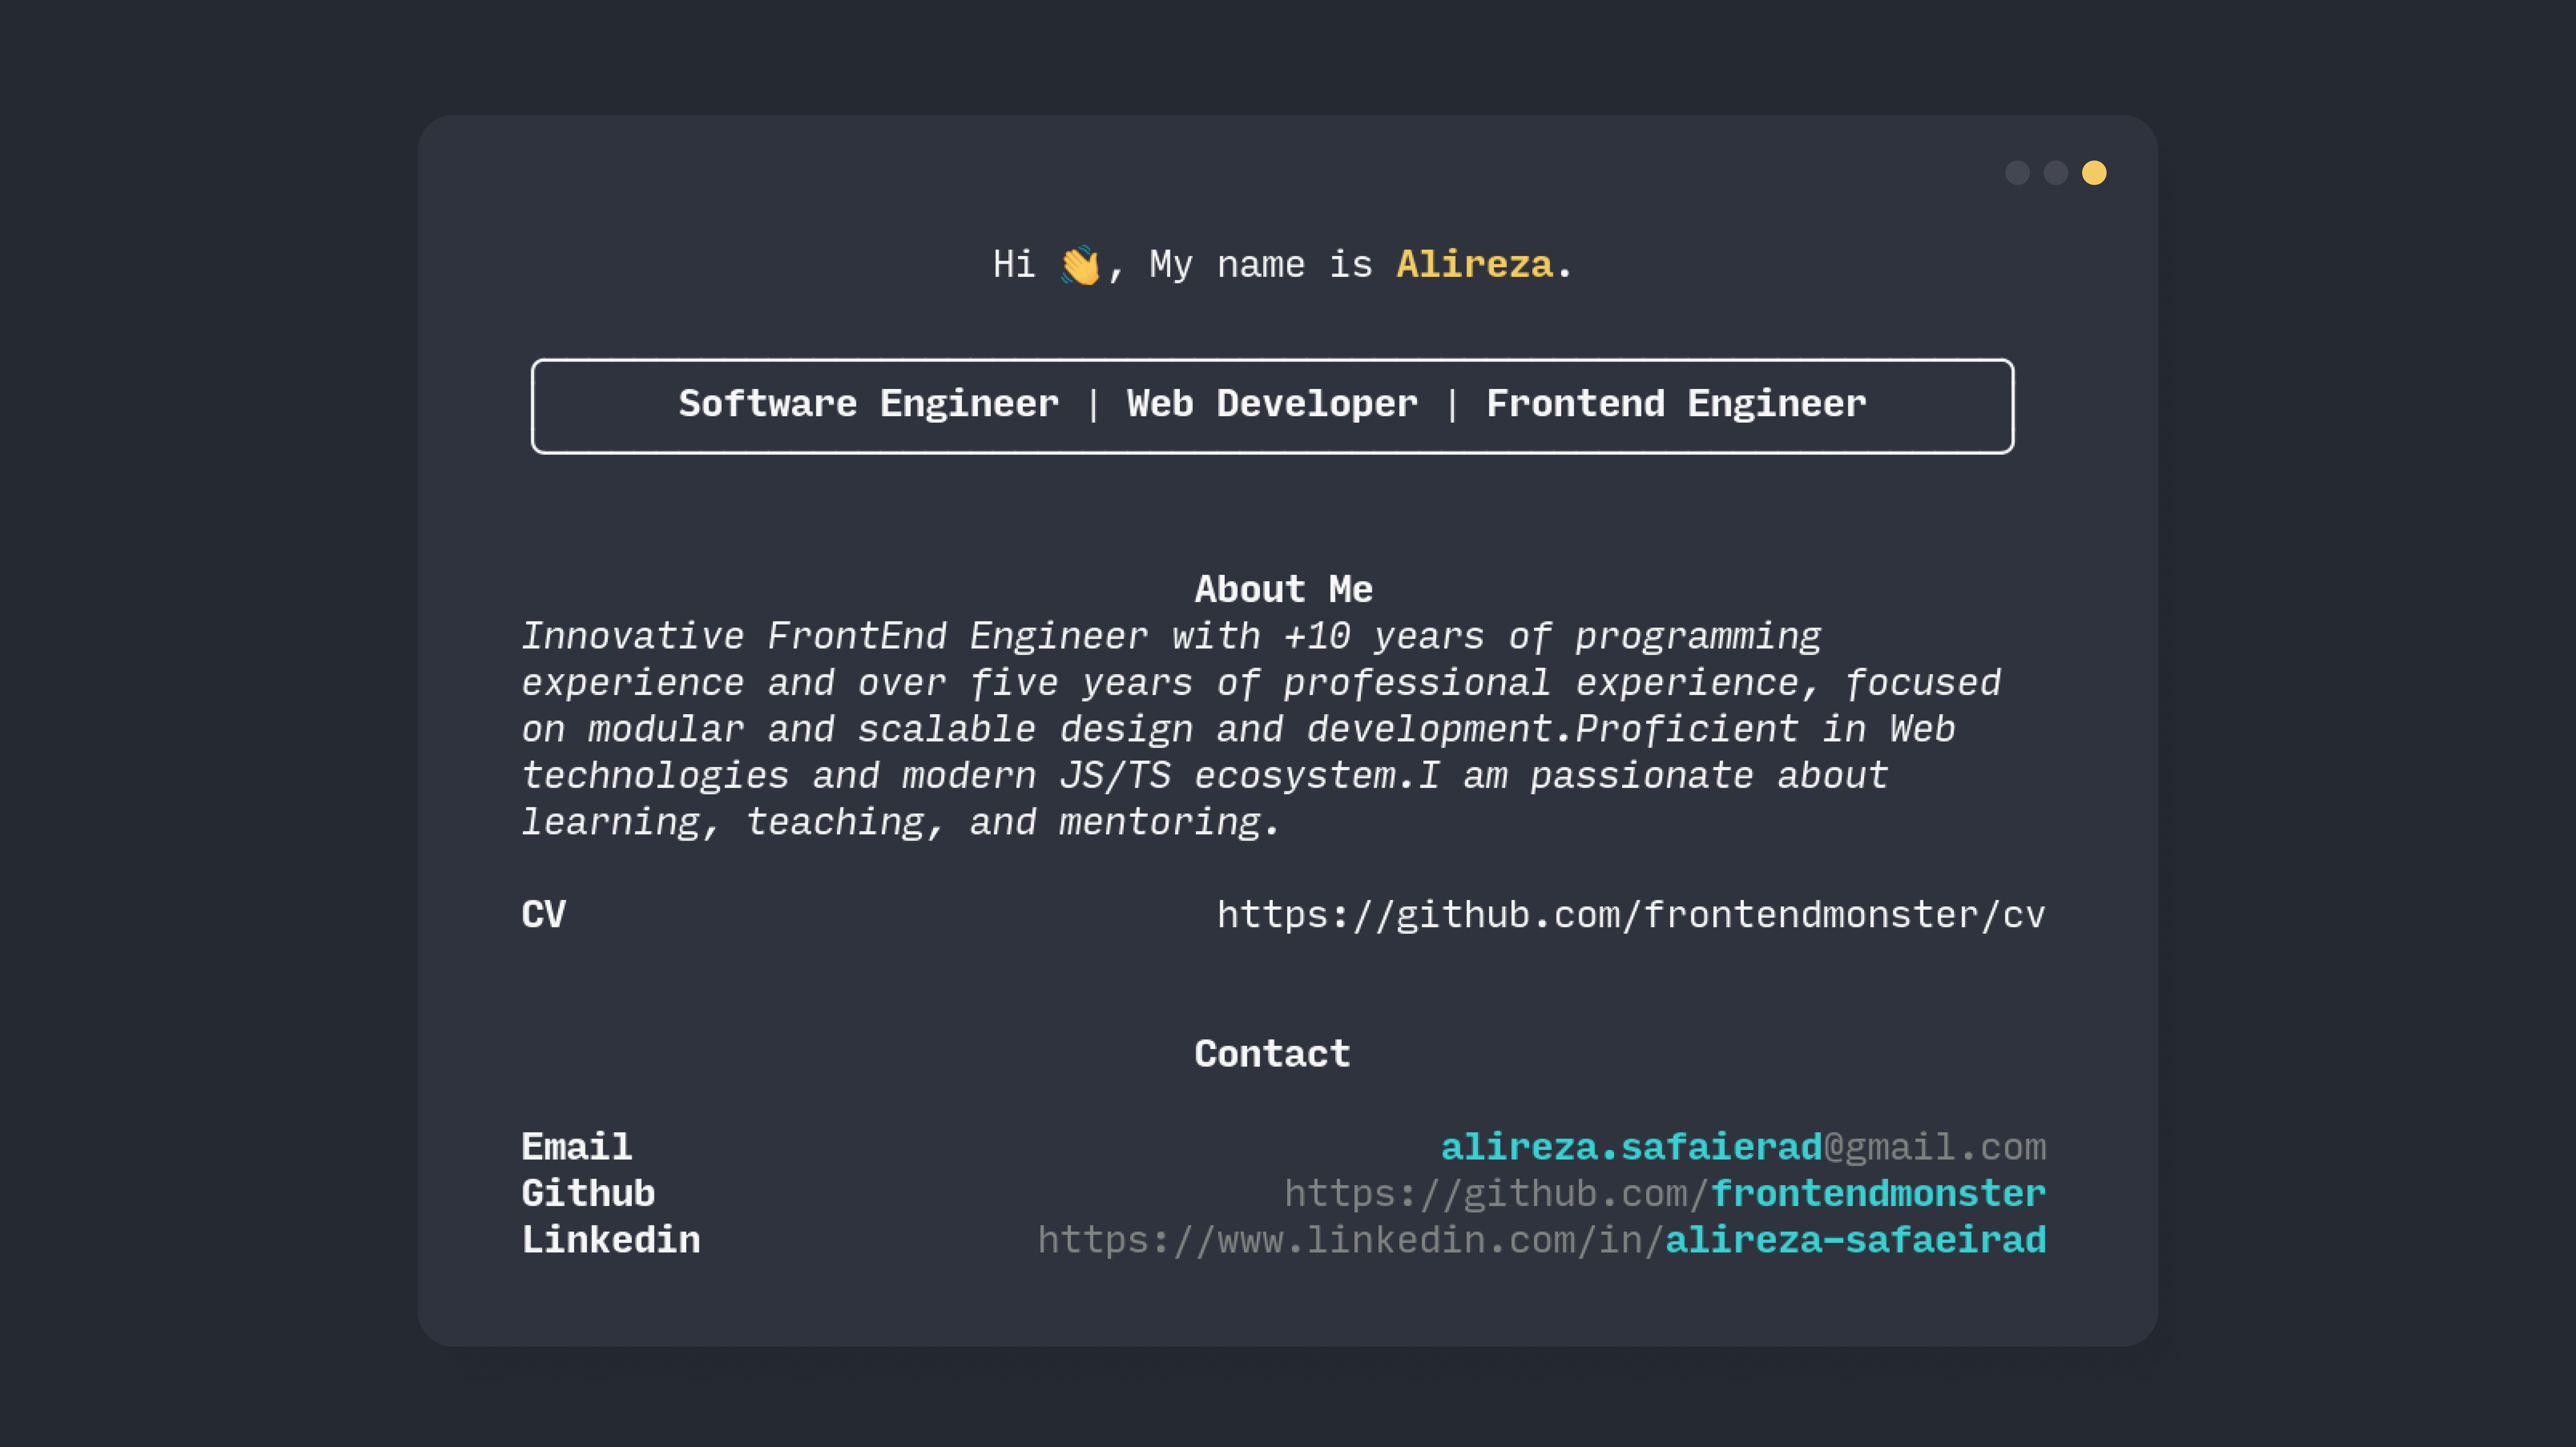 Hi 👋, My name is Alireza.
Software Engineer | Web Developer | Frontend Engineer
About Me
Innovative FrontEnd Engineer with +10 years of programming
experience and over five years of professional experience, focused
on modular and scalable design and development.Proficient in Web
technologies and modern JS/TS ecosystem.I am passionate about
learning, teaching, and mentoring.
CV https://github.com/frontendmonster/cv
Contact
Email alireza.safaierad@gmail.com
Github https://github.com/frontendmonster
Linkedin https://www.linkedin.com/in/alireza-safaeirad